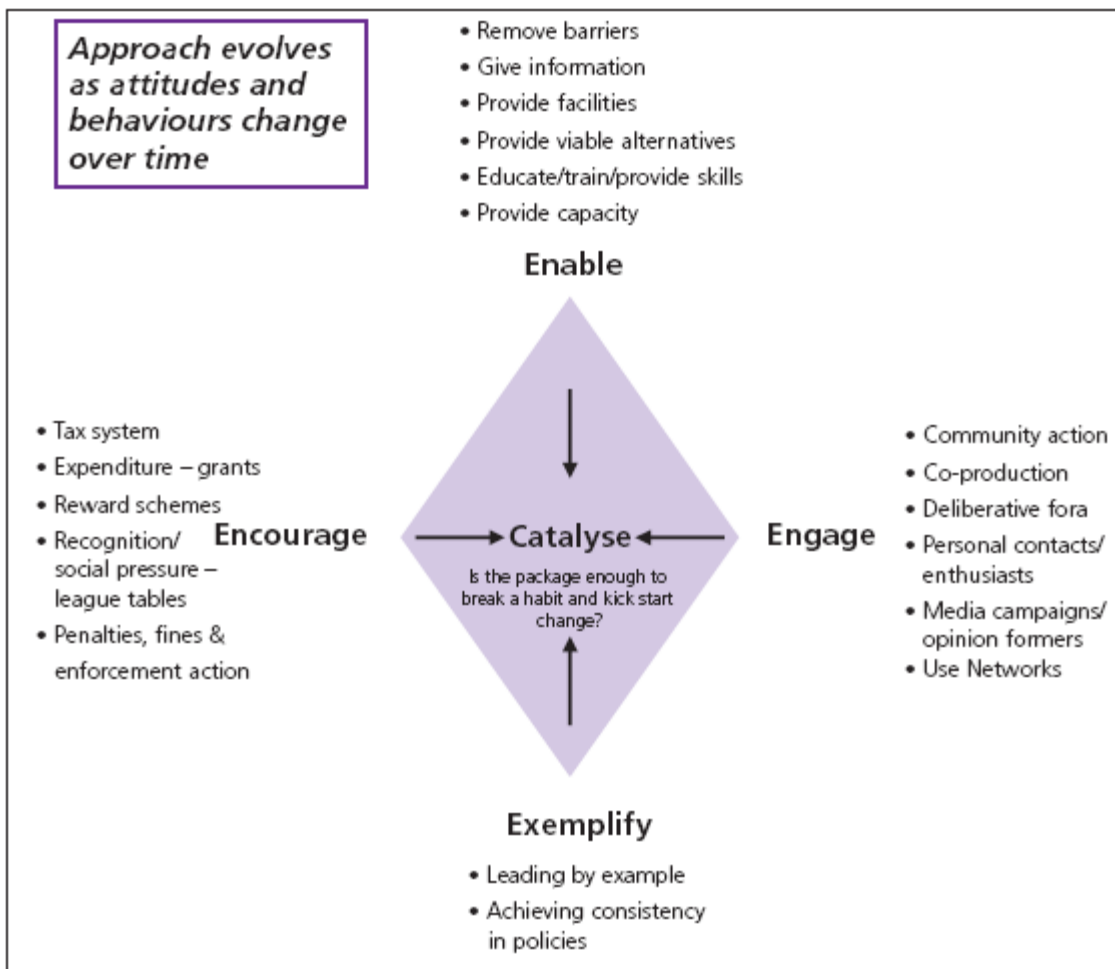 Approach evolves
as attitudes and
behaviours change
over time
• Remove barriers
• Give information
• Provide facilities
• Provide viable alternatives
• Educate/train/provide skills
• Provide capacity
Enable
• Tax system
• Expenditure – grants
• Reward schemes
• Recognition/
social pressure –
league tables
• Penalties, fines &
enforcement action
Encourage
Catalyse
Is the package enough to
break a habit and kick start
change?
Engage
• Community action
• Co-production
• Deliberative fora
• Personal contacts/
enthusiasts
• Media campaigns/
opinion formers
• Use Networks
Exemplify
• Leading by example
• Achieving consistency
in policies